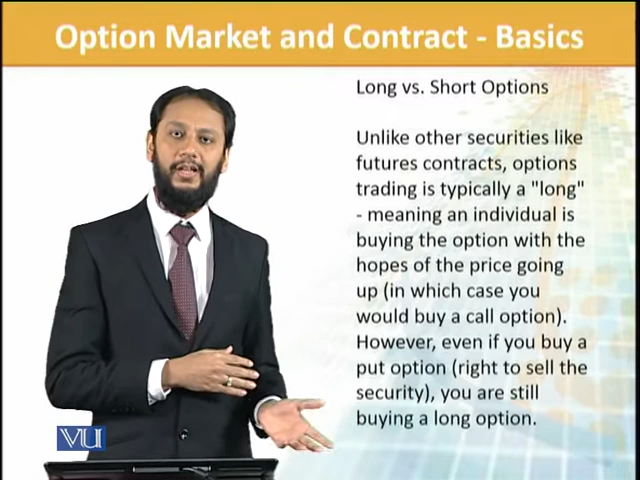 Option Market and Contract - Basics
Long vs. Short Options
Unlike other securities like
futures contracts, options
trading is typically a "long"
- meaning an individual is
buying the option with the
hopes of the price going
up (in which case you
would buy a call option).
However, even if you buy a
put option (right to sell the
security), you are still
buying a long option.
VU